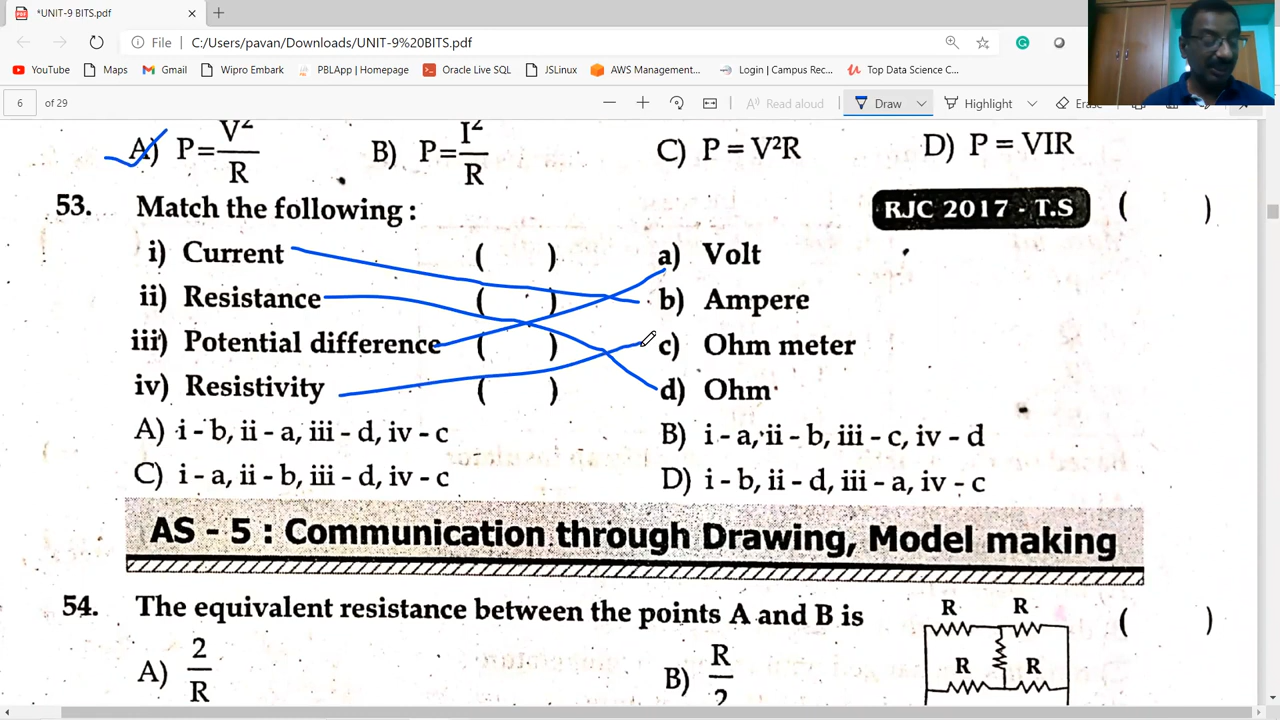 *UNIT-9 BITS.pdf
File C:/Users/pavan/Downloads/UNIT-9%20BITS.pdf
YouTube Maps Gmail Wipro Embark PBLApp | Homepage Oracle Live SQL JSLinux AWS Management... Login | Campus Rec... Top Data Science C...
6 of 29 Read aloud Draw Highlight Erase
A) P=V²/R B) P=I²/R C) P = V²R D) P = VIR
53. Match the following : RJC 2017 - T.S ( )
i) Current ( ) a) Volt
ii) Resistance ( ) b) Ampere
iii) Potential difference ( ) c) Ohm meter
iv) Resistivity ( ) d) Ohm
A) i - b, ii - a, iii - d, iv - c B) i - a, ii - b, iii - c, iv - d
C) i - a, ii - b, iii - d, iv - c D) i - b, ii - d, iii - a, iv - c
AS - 5 : Communication through Drawing, Model making
54. The equivalent resistance between the points A and B is ( )
R R
A) 2/R B) R/2 R R